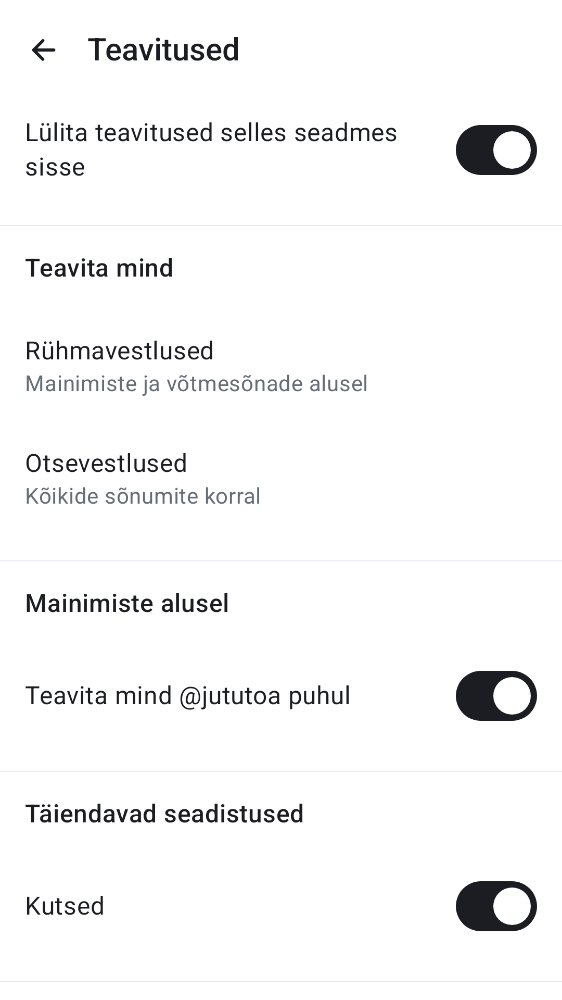 Teavitused
Lülita teavitused selles seadmes
sisse
Teavita mind
Rühmavestlused
Mainimiste ja võtmesõnade alusel
Otsevestlused
Kõikide sõnumite korral
Mainimiste alusel
Teavita mind @jututoa puhul
Täiendavad seadistused
Kutsed